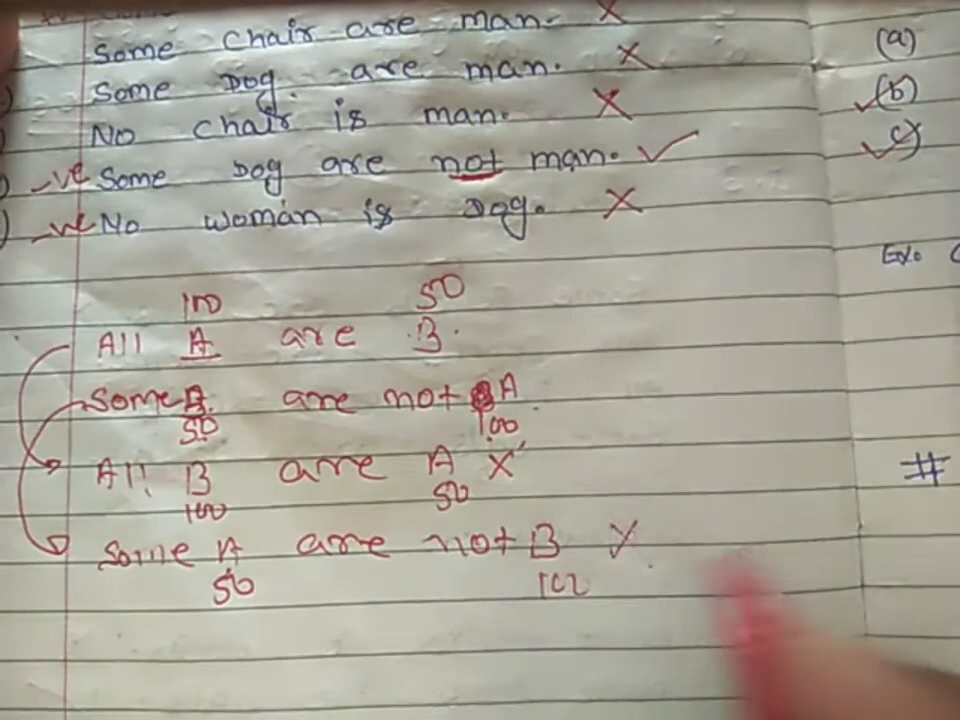 Some chair are man. X (a)
Some Dog are man. X (b)
No chair is man. X (c)
-ve Some Dog are not man. ✓
-ve No woman is Dog. X
Ex.
100 50
All A are B.
Some B are not A
50 100
All B are A X #
100 50
Some A are not B X
50 100